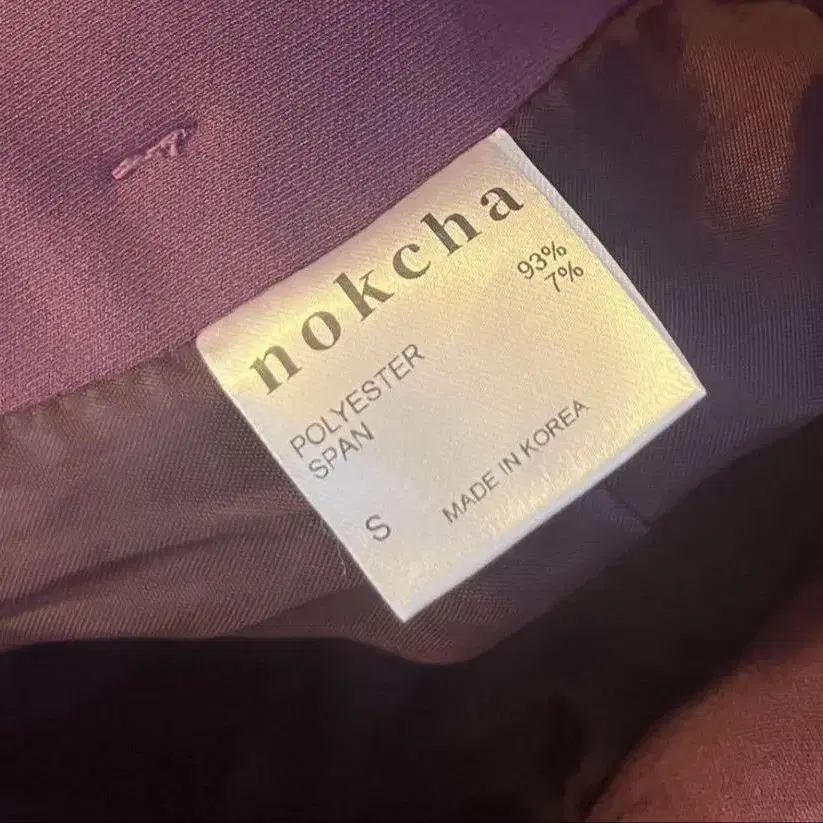 nokcha
POLYESTER 93%
SPAN 7%
S MADE IN KOREA